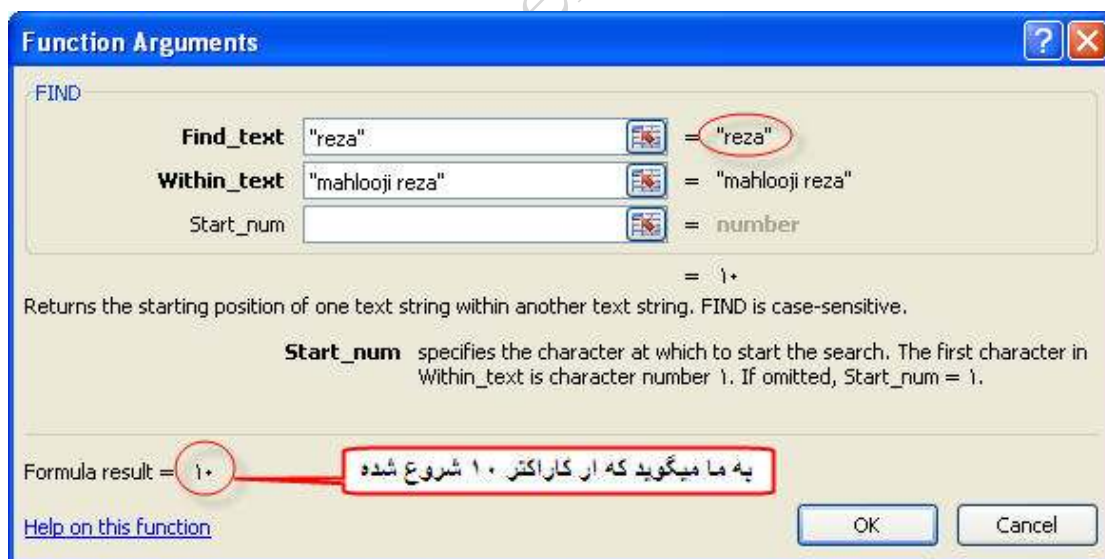 Function Arguments
FIND
Find_text "reza" = "reza"
Within_text "mahlooji reza" = "mahlooji reza"
Start_num = number
= ۱۰
Returns the starting position of one text string within another text string. FIND is case-sensitive.
Start_num specifies the character at which to start the search. The first character in
Within_text is character number ۱. If omitted, Start_num = ۱.
Formula result = ۱۰
به ما میگوید که ار کاراکتر ۱۰ شروع شده
Help on this function
OK Cancel